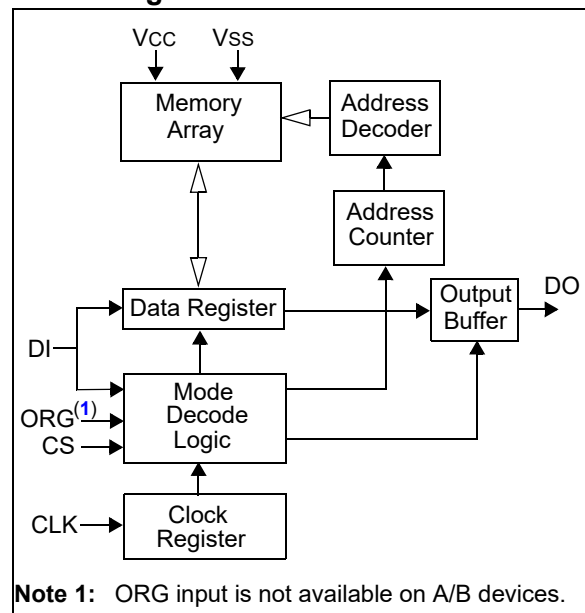 VCC VSS
Memory
Array
Address
Decoder
Address
Counter
Data Register
Output
Buffer
DO
DI
Mode
Decode
Logic
ORG(1)
CS
CLK
Clock
Register
Note 1: ORG input is not available on A/B devices.